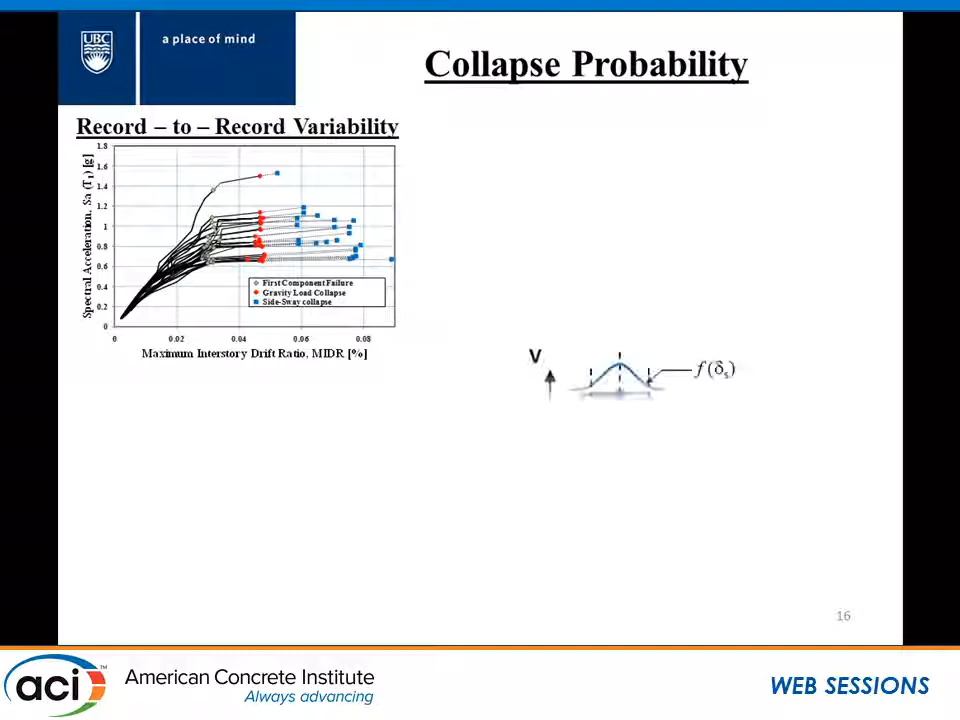 UBC
a place of mind
Collapse Probability
Record – to – Record Variability
Spectral Acceleration, Sa (T1) [g]
1.8
1.6
1.4
1.2
1
0.8
0.6
0.4
0.2
0
First Component Failure
Gravity Load Collapse
Side-Sway collapse
0 0.02 0.04 0.06 0.08
Maximum Interstory Drift Ratio, MIDR [%]
V
f(δs)
16
aci™
American Concrete Institute
Always advancing
WEB SESSIONS